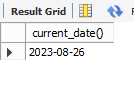 Result Grid
current_date()
2023-08-26